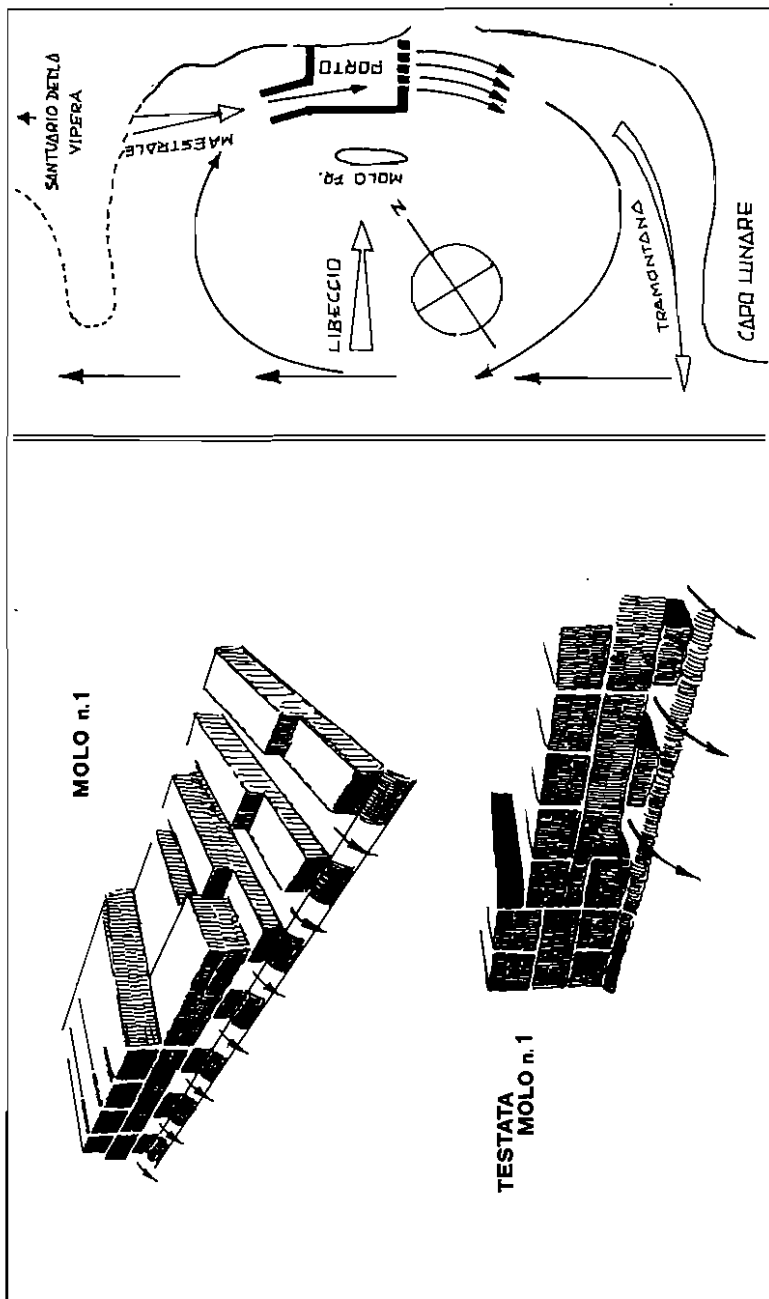 SANTUARIO DELLA
VIPERA
MAESTRALE
PORTO
MOLO FR.
N
LIBECCIO
TRAMONTANA
CAPO LUNARE
MOLO n. 1
TESTATA
MOLO n. 1